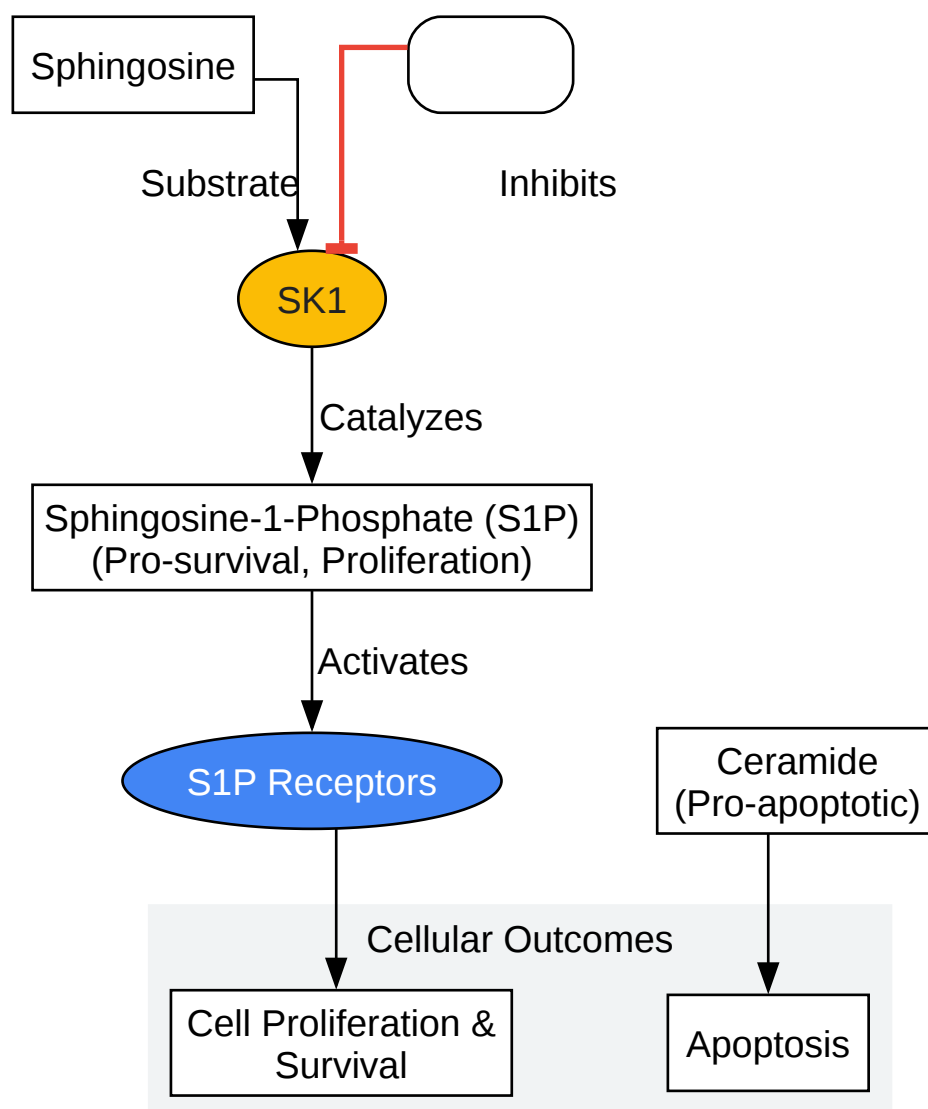 Sphingosine
Substrate
Inhibits
SK1
Catalyzes
Sphingosine-1-Phosphate (S1P)
(Pro-survival, Proliferation)
Activates
S1P Receptors
Ceramide
(Pro-apoptotic)
Cellular Outcomes
Cell Proliferation &
Survival
Apoptosis